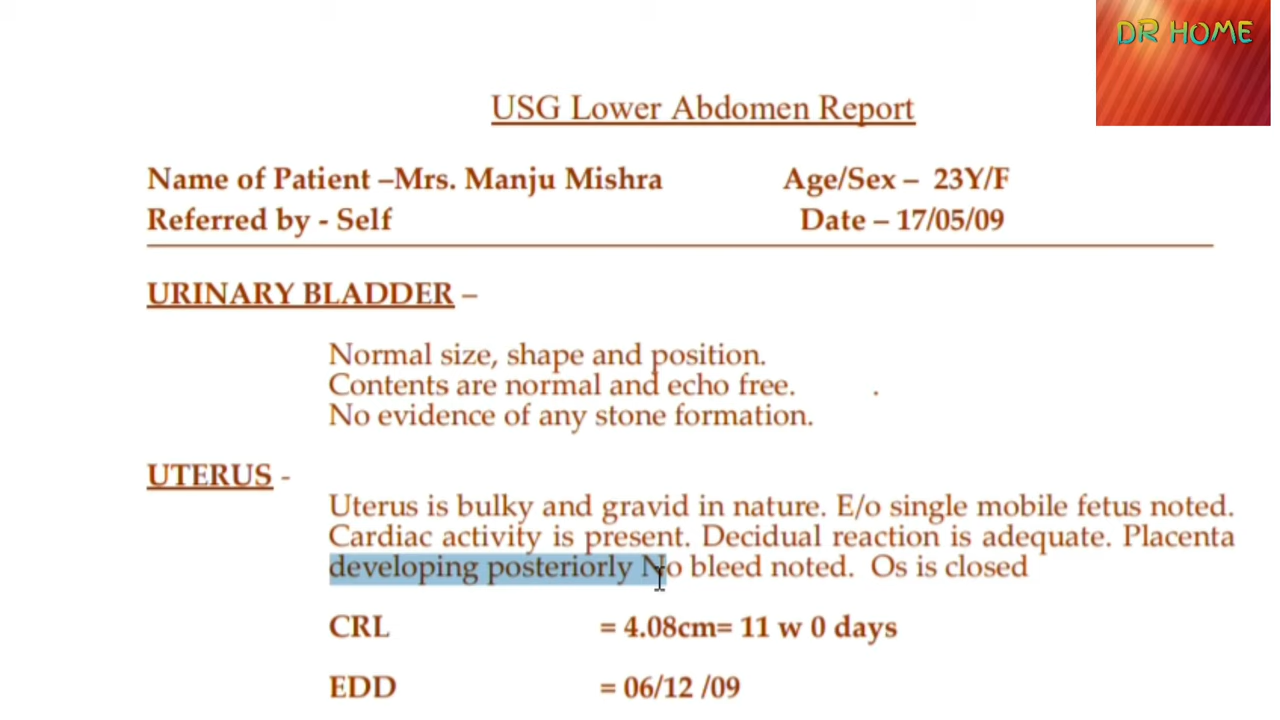 DR HOME
USG Lower Abdomen Report
Name of Patient –Mrs. Manju Mishra Age/Sex – 23Y/F
Referred by - Self Date – 17/05/09
URINARY BLADDER –
Normal size, shape and position.
Contents are normal and echo free. .
No evidence of any stone formation.
UTERUS -
Uterus is bulky and gravid in nature. E/o single mobile fetus noted.
Cardiac activity is present. Decidual reaction is adequate. Placenta
developing posteriorly No bleed noted. Os is closed
CRL = 4.08cm= 11 w 0 days
EDD = 06/12 /09